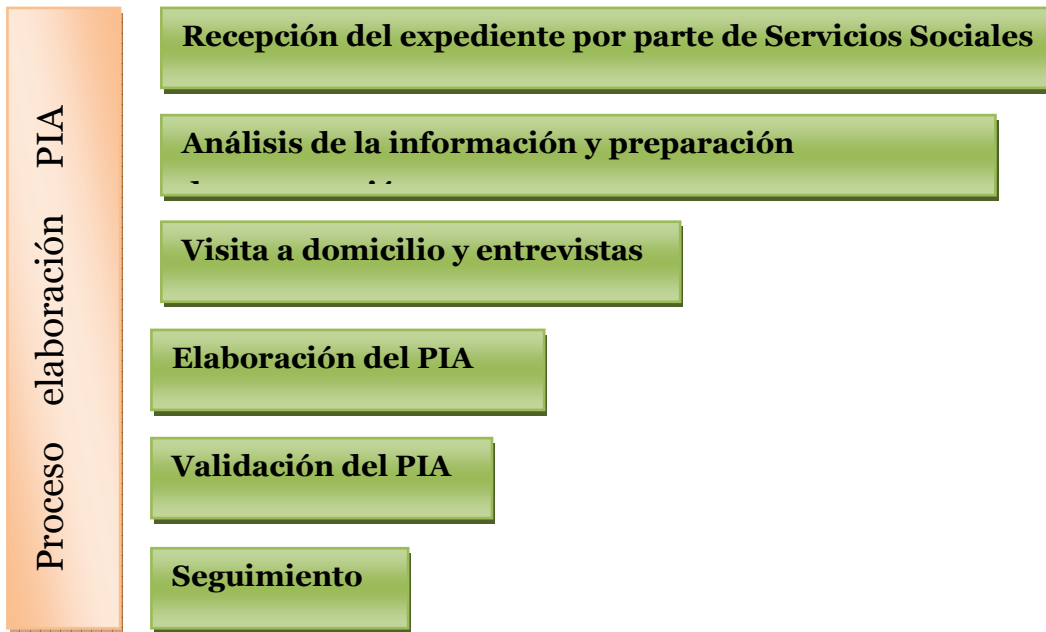 Proceso elaboración PIA
Recepción del expediente por parte de Servicios Sociales
Análisis de la información y preparación
Visita a domicilio y entrevistas
Elaboración del PIA
Validación del PIA
Seguimiento